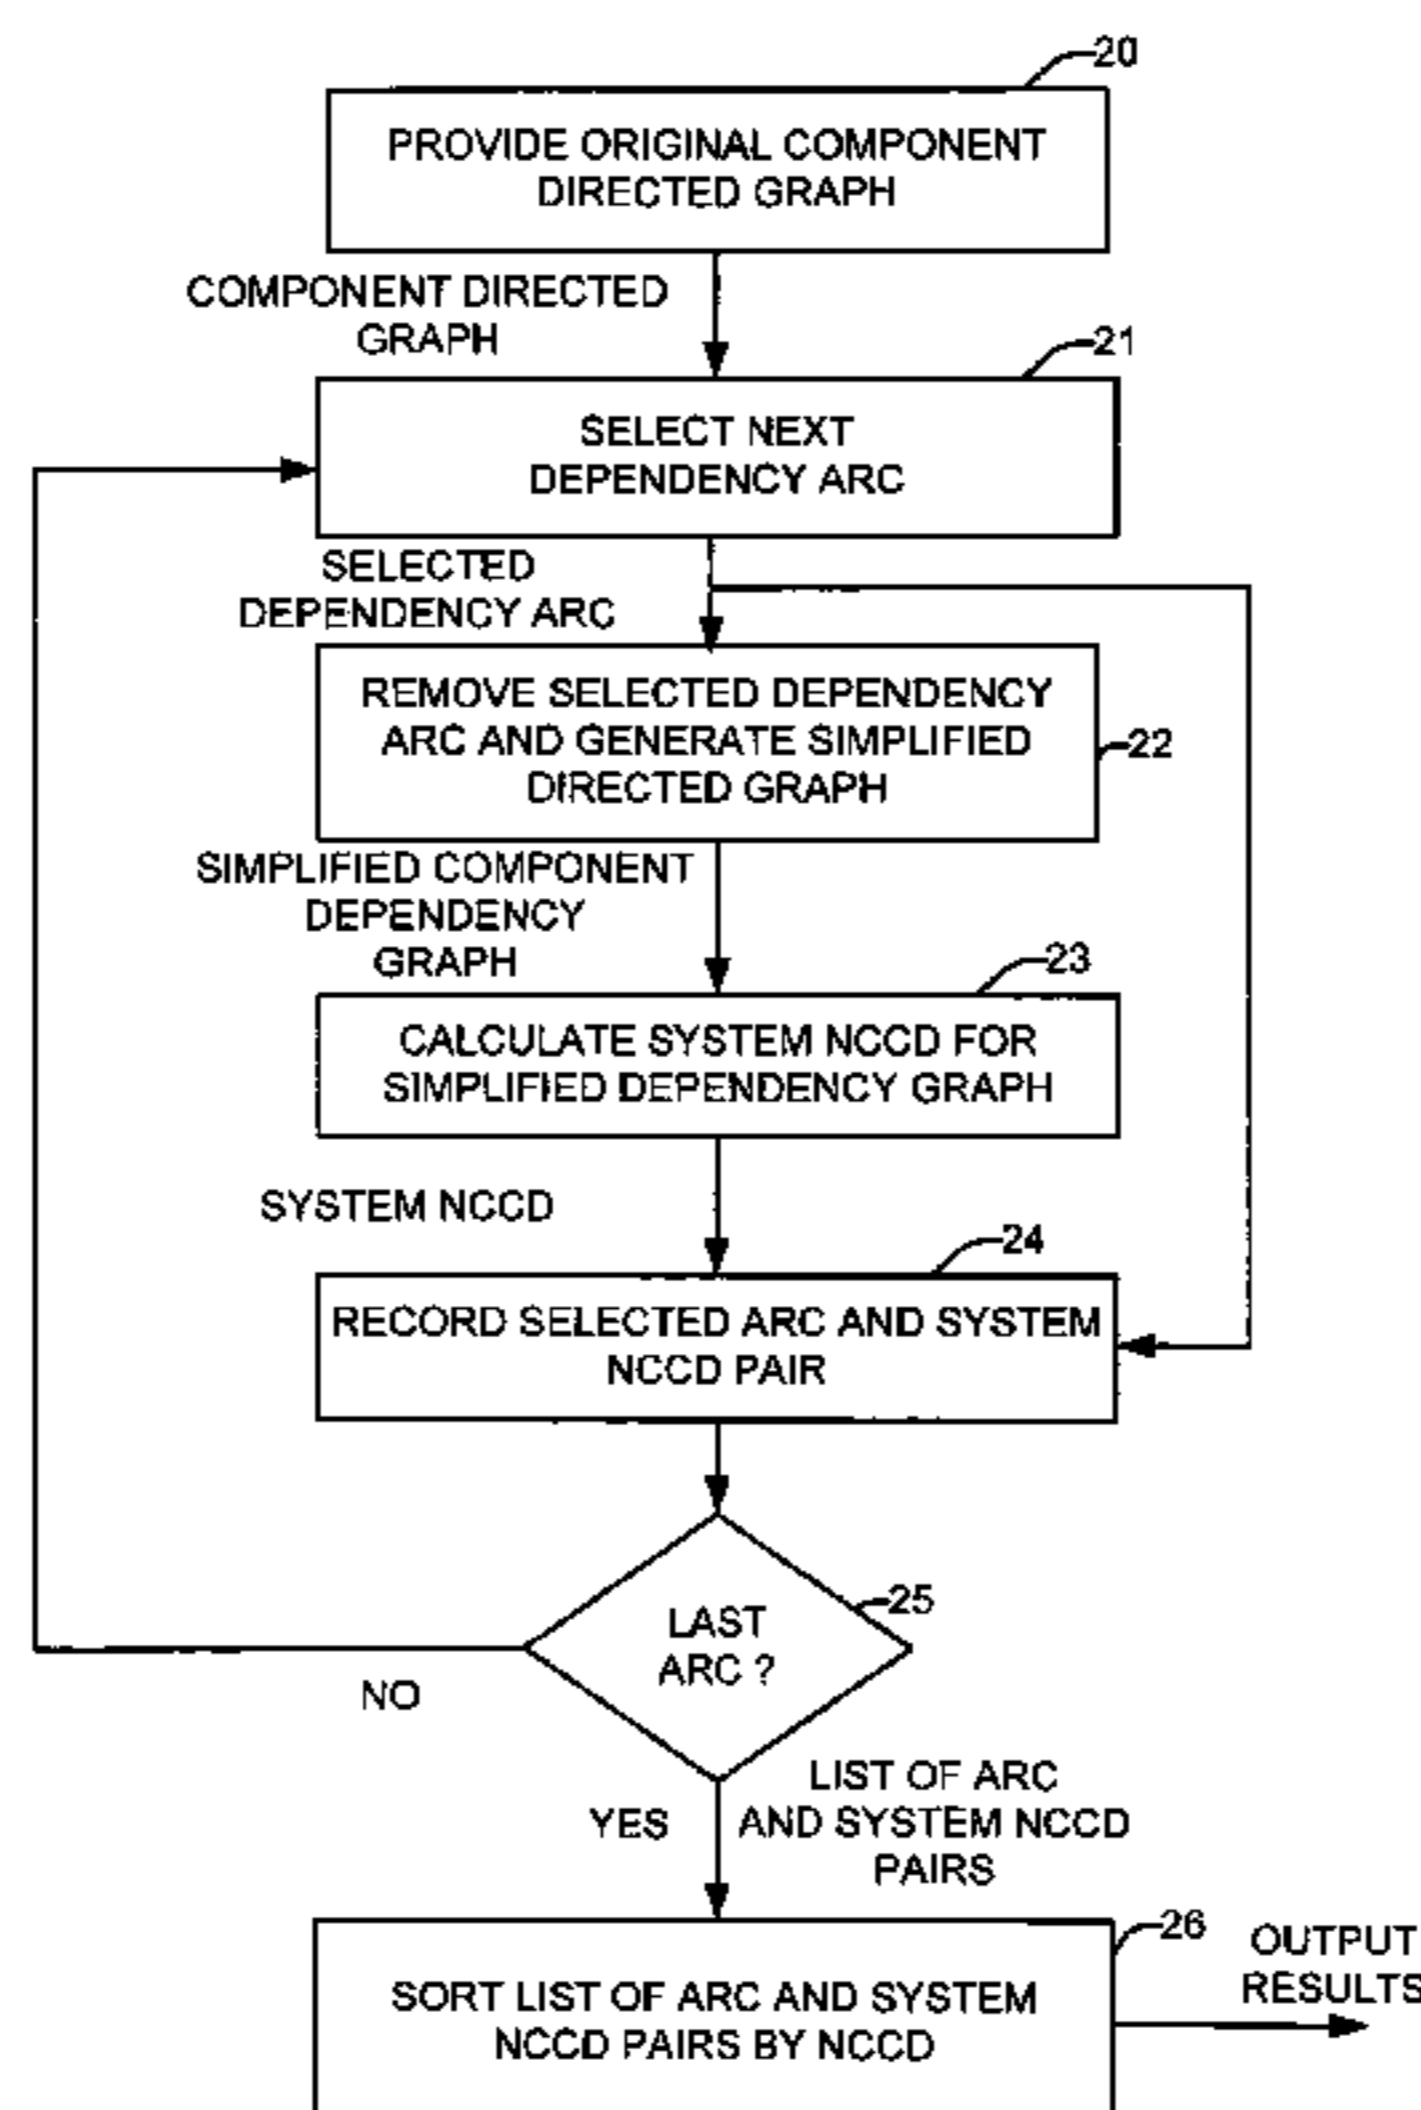 20
PROVIDE ORIGINAL COMPONENT
DIRECTED GRAPH
COMPONENT DIRECTED
GRAPH
21
SELECT NEXT
DEPENDENCY ARC
SELECTED
DEPENDENCY ARC
REMOVE SELECTED DEPENDENCY
ARC AND GENERATE SIMPLIFIED
DIRECTED GRAPH
22
SIMPLIFIED COMPONENT
DEPENDENCY
GRAPH
23
CALCULATE SYSTEM NCCD FOR
SIMPLIFIED DEPENDENCY GRAPH
SYSTEM NCCD
24
RECORD SELECTED ARC AND SYSTEM
NCCD PAIR
25
LAST
ARC ?
NO
YES
LIST OF ARC
AND SYSTEM NCCD
PAIRS
26
SORT LIST OF ARC AND SYSTEM
NCCD PAIRS BY NCCD
OUTPUT
RESULTS